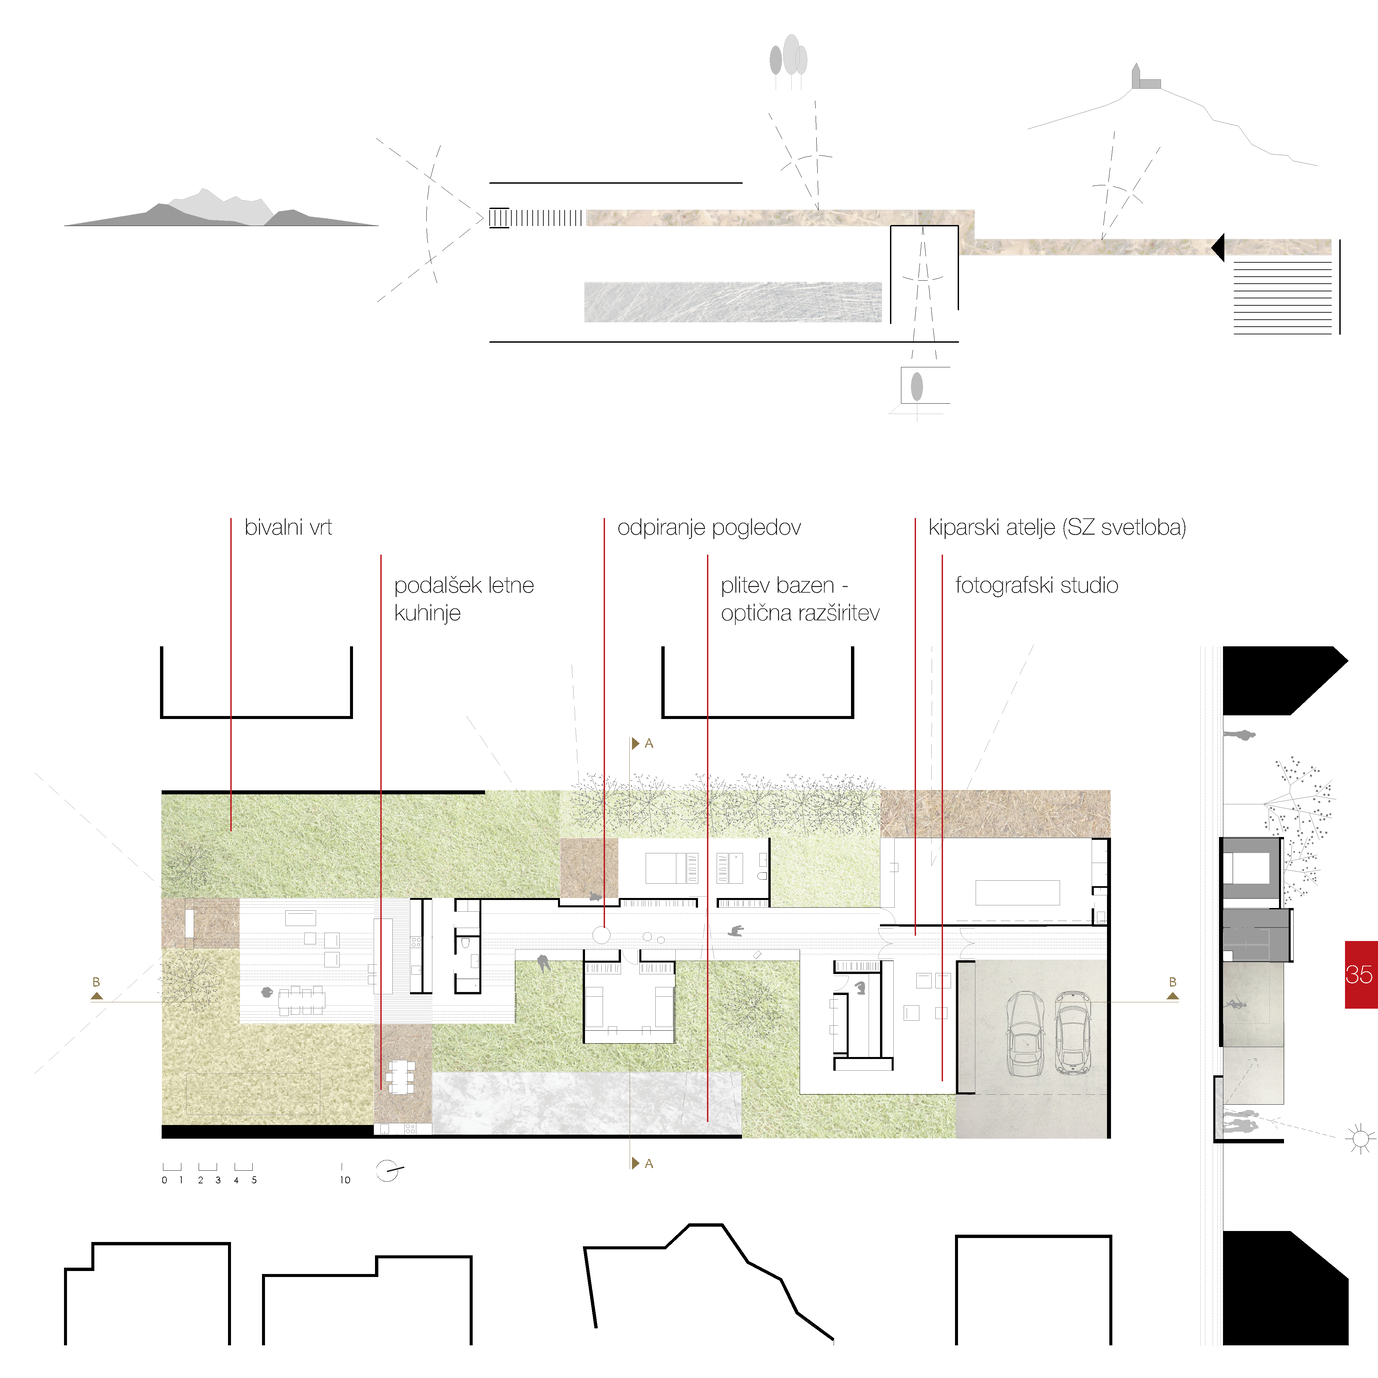 bivalni vrt
odpiranje pogledov
kiparski atelje (SZ svetloba)
podalšek letne
kuhinje
plitev bazen -
optična razširitev
fotografski studio
A
B
B
35
A
0 1 2 3 4 5 10